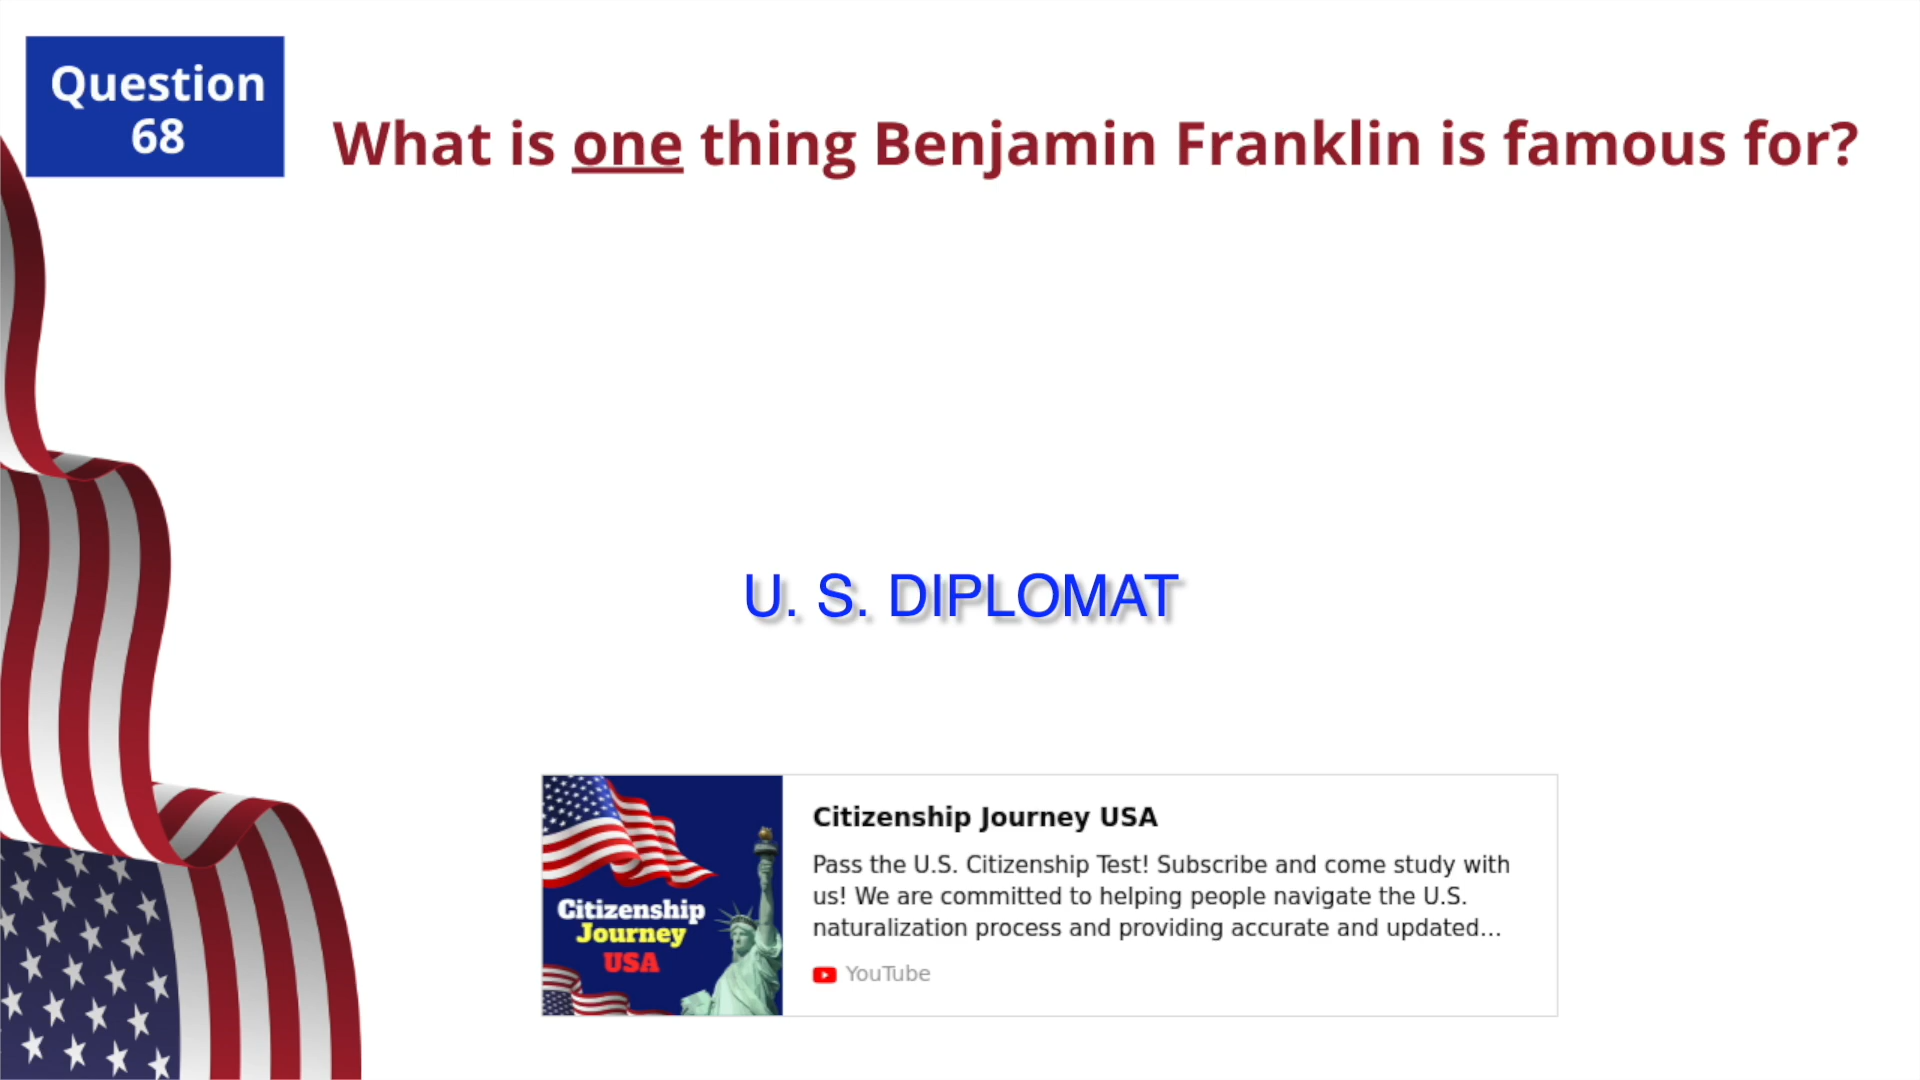 Question
68
What is one thing Benjamin Franklin is famous for?
U. S. DIPLOMAT
Citizenship
Journey
USA
Citizenship Journey USA
Pass the U.S. Citizenship Test! Subscribe and come study with
us! We are committed to helping people navigate the U.S.
naturalization process and providing accurate and updated...
YouTube